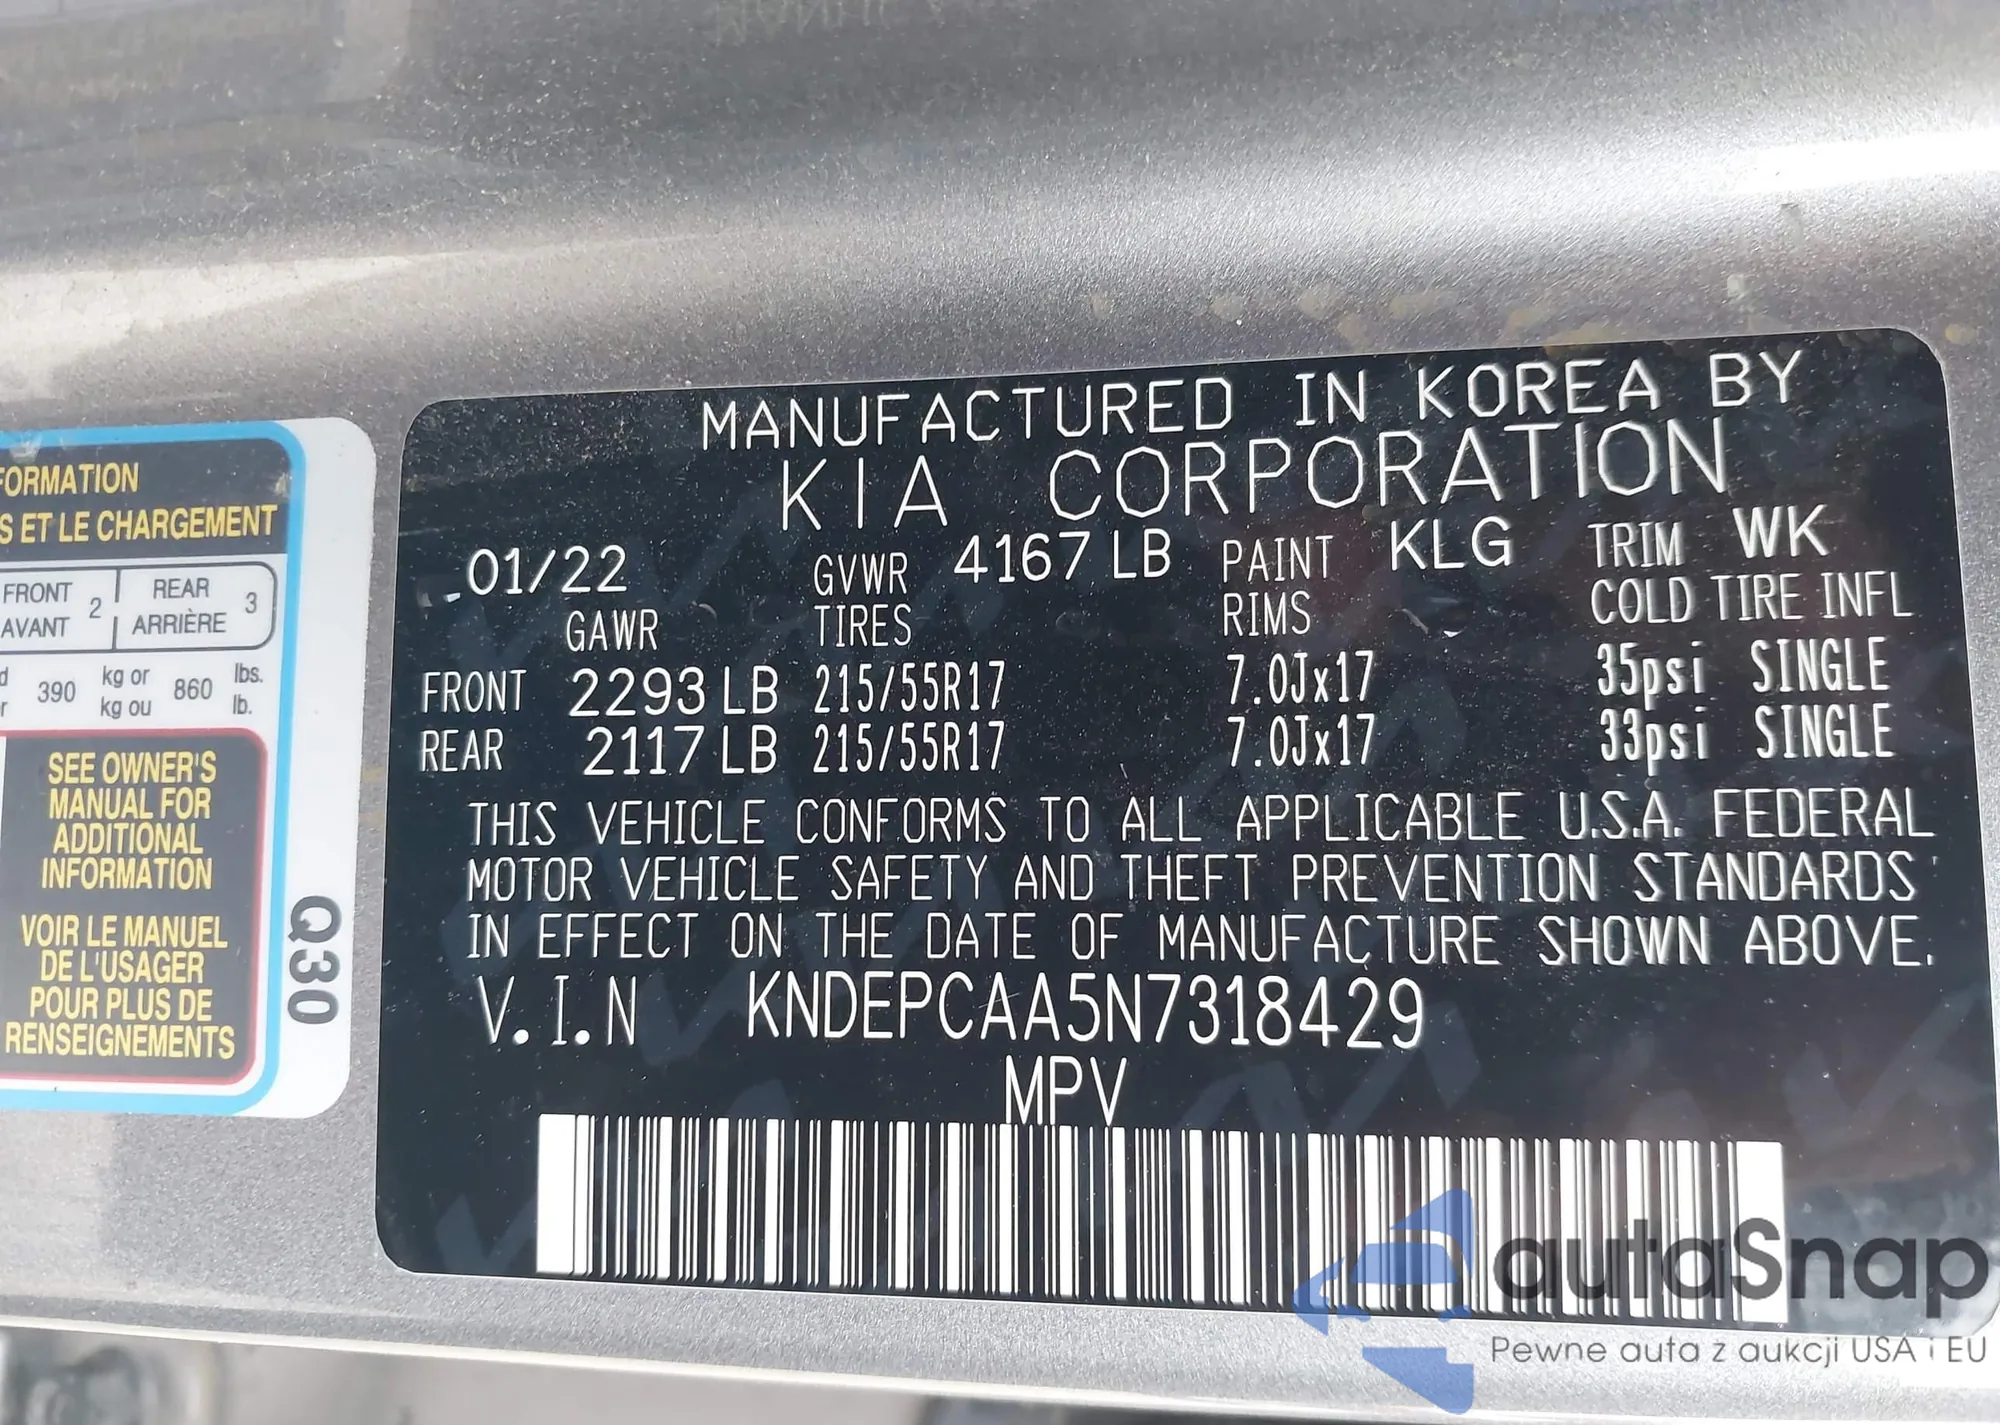 FORMATION
S ET LE CHARGEMENT
FRONT
AVANT 2
REAR
ARRIÈRE 3
390 kg or
kg ou 860 lbs.
lb.
SEE OWNER'S
MANUAL FOR
ADDITIONAL
INFORMATION
VOIR LE MANUEL
DE L'USAGER
POUR PLUS DE
RENSEIGNEMENTS
Q30
MANUFACTURED IN KOREA BY
KIA CORPORATION
01/22 GVWR 4167 LB PAINT KLG TRIM WK
GAWR TIRES RIMS COLD TIRE INFL
FRONT 2293 LB 215/55R17 7.0Jx17 35psi SINGLE
REAR 2117 LB 215/55R17 7.0Jx17 33psi SINGLE
THIS VEHICLE CONFORMS TO ALL APPLICABLE U.S.A. FEDERAL
MOTOR VEHICLE SAFETY AND THEFT PREVENTION STANDARDS
IN EFFECT ON THE DATE OF MANUFACTURE SHOWN ABOVE.
V.I.N KNDEPCAA5N7318429
MPV
autaSnap
Pewne auta z aukcji USA i EU